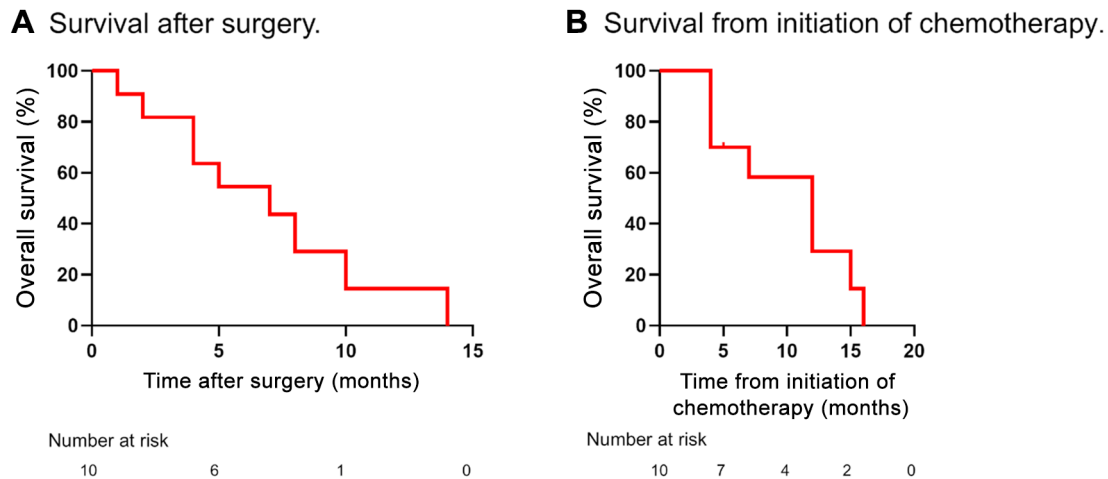 A Survival after surgery.
100
80
60
40
20
0
Overall survival (%)
0 5 10 15
Time after surgery (months)
Number at risk
10 6 1 0
B Survival from initiation of chemotherapy.
100
80
60
40
20
0
Overall survival (%)
0 5 10 15 20
Time from initiation of
chemotherapy (months)
Number at risk
10 7 4 2 0